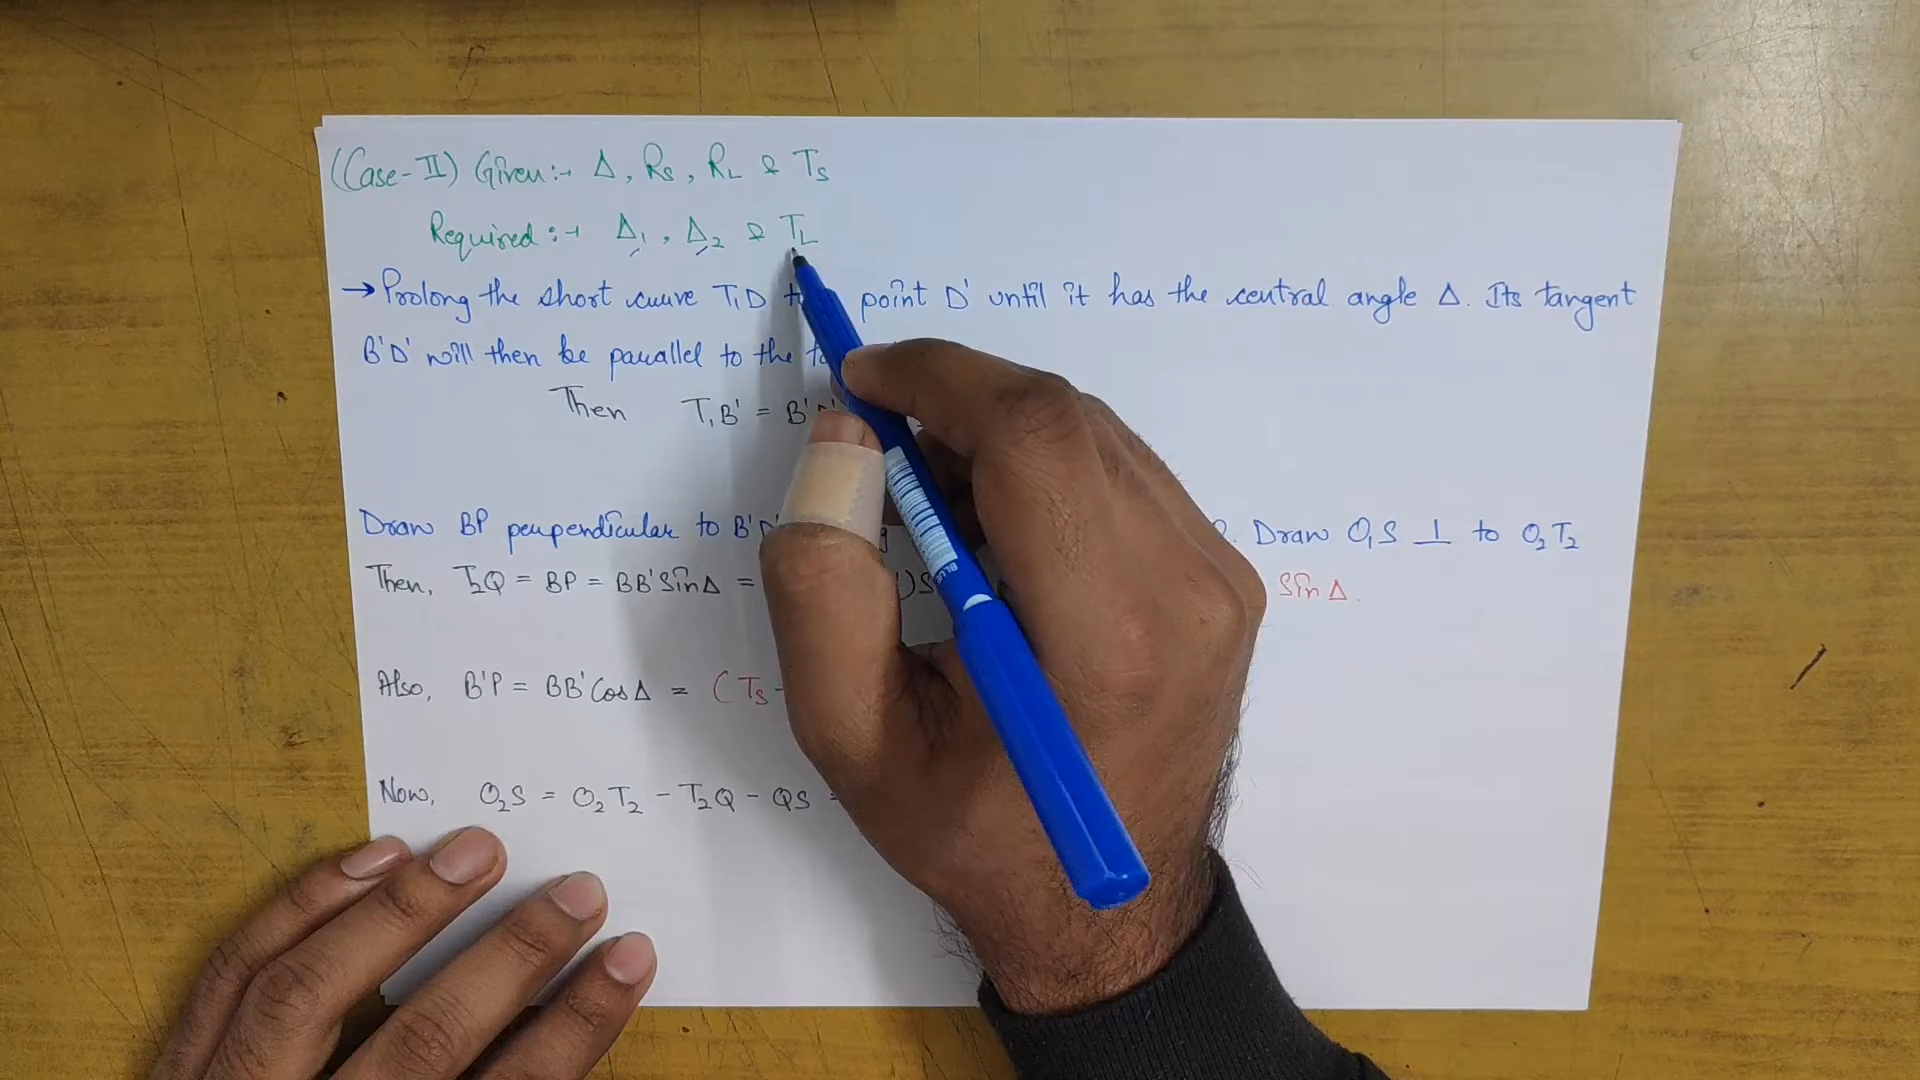 (Case-II) Given:→ Δ, Rs, RL & Ts
Required:→ Δ1, Δ2 & TL
→ Prolong the short curve T1D point D' until it has the central angle Δ. Its tangent
B'D' will then be parallel to the
Then T1B' = B'D'
Draw BP perpendicular to B'D' . Draw O1S ⊥ to O2T2
Then, T2Q = BP = BB'SinΔ = SinΔ.
Also, B'P = BB'CosΔ = (Ts -
Now, O2S = O2T2 - T2Q - QS =
BLUE